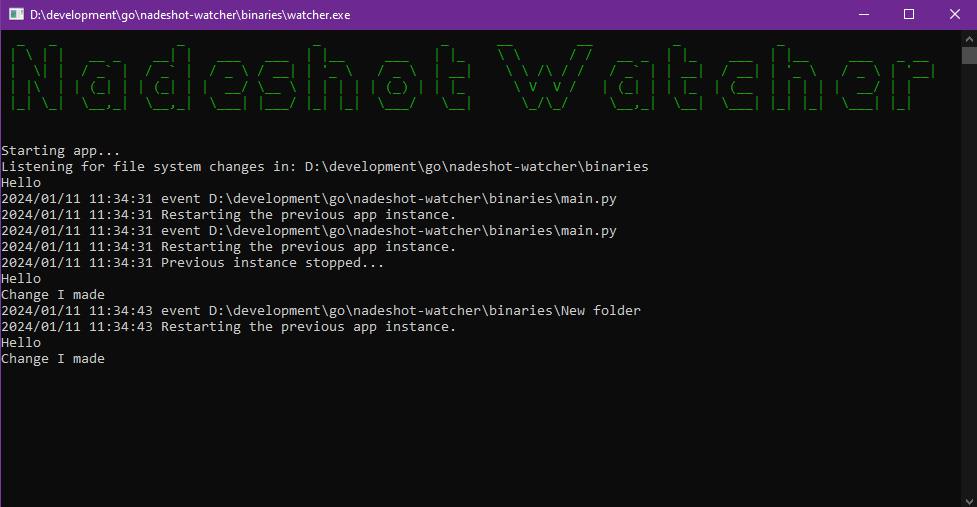 D:\development\go\nadeshot-watcher\binaries\watcher.exe
Nadeshot Watcher
Starting app...
Listening for file system changes in: D:\development\go\nadeshot-watcher\binaries
Hello
2024/01/11 11:34:31 event D:\development\go\nadeshot-watcher\binaries\main.py
2024/01/11 11:34:31 Restarting the previous app instance.
2024/01/11 11:34:31 event D:\development\go\nadeshot-watcher\binaries\main.py
2024/01/11 11:34:31 Restarting the previous app instance.
2024/01/11 11:34:31 Previous instance stopped...
Hello
Change I made
2024/01/11 11:34:43 event D:\development\go\nadeshot-watcher\binaries\New folder
2024/01/11 11:34:43 Restarting the previous app instance.
Hello
Change I made